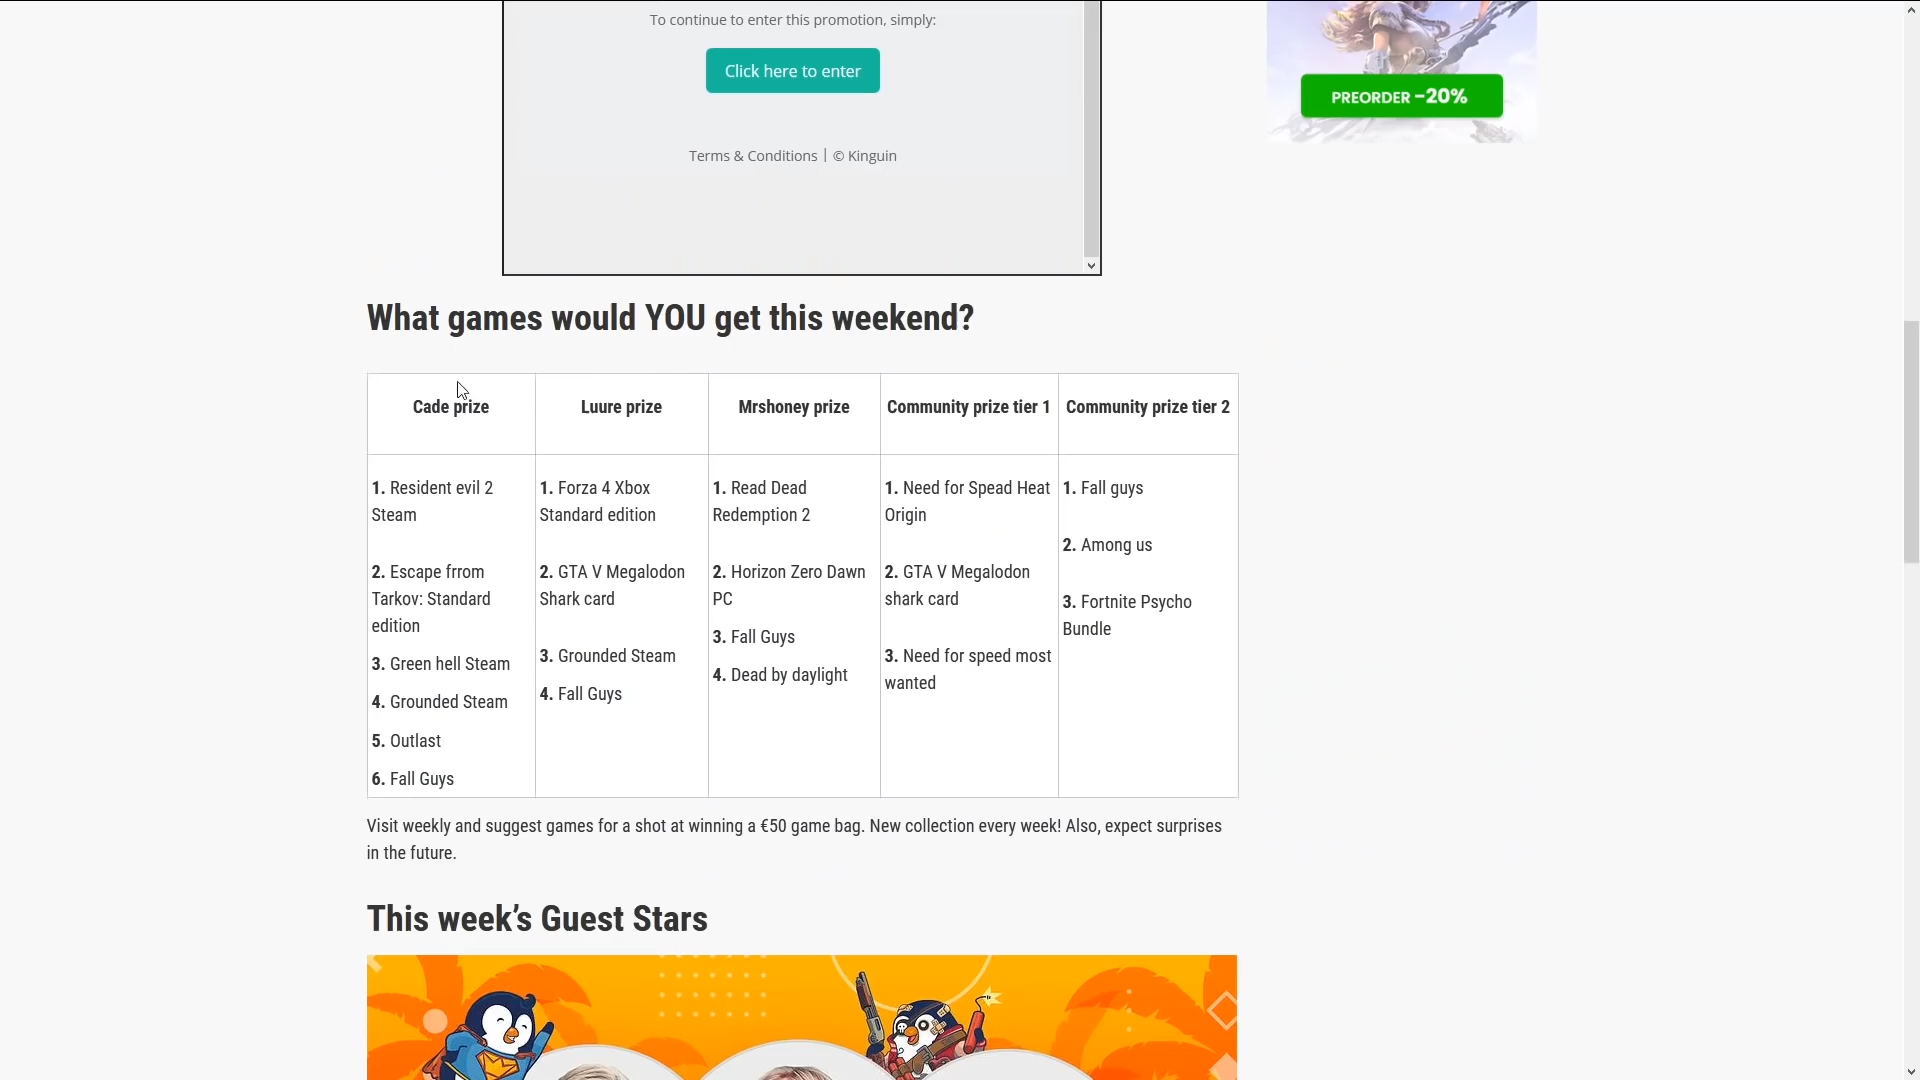 To continue to enter this promotion, simply:
Click here to enter
Terms & Conditions | © Kinguin
PREORDER -20%
What games would YOU get this weekend?
Cade prize
Luure prize
Mrshoney prize
Community prize tier 1
Community prize tier 2
1. Resident evil 2
Steam
2. Escape frrom
Tarkov: Standard
edition
3. Green hell Steam
4. Grounded Steam
5. Outlast
6. Fall Guys
1. Forza 4 Xbox
Standard edition
2. GTA V Megalodon
Shark card
3. Grounded Steam
4. Fall Guys
1. Read Dead
Redemption 2
2. Horizon Zero Dawn
PC
3. Fall Guys
4. Dead by daylight
1. Need for Spead Heat
Origin
2. GTA V Megalodon
shark card
3. Need for speed most
wanted
1. Fall guys
2. Among us
3. Fortnite Psycho
Bundle
Visit weekly and suggest games for a shot at winning a €50 game bag. New collection every week! Also, expect surprises
in the future.
This week’s Guest Stars